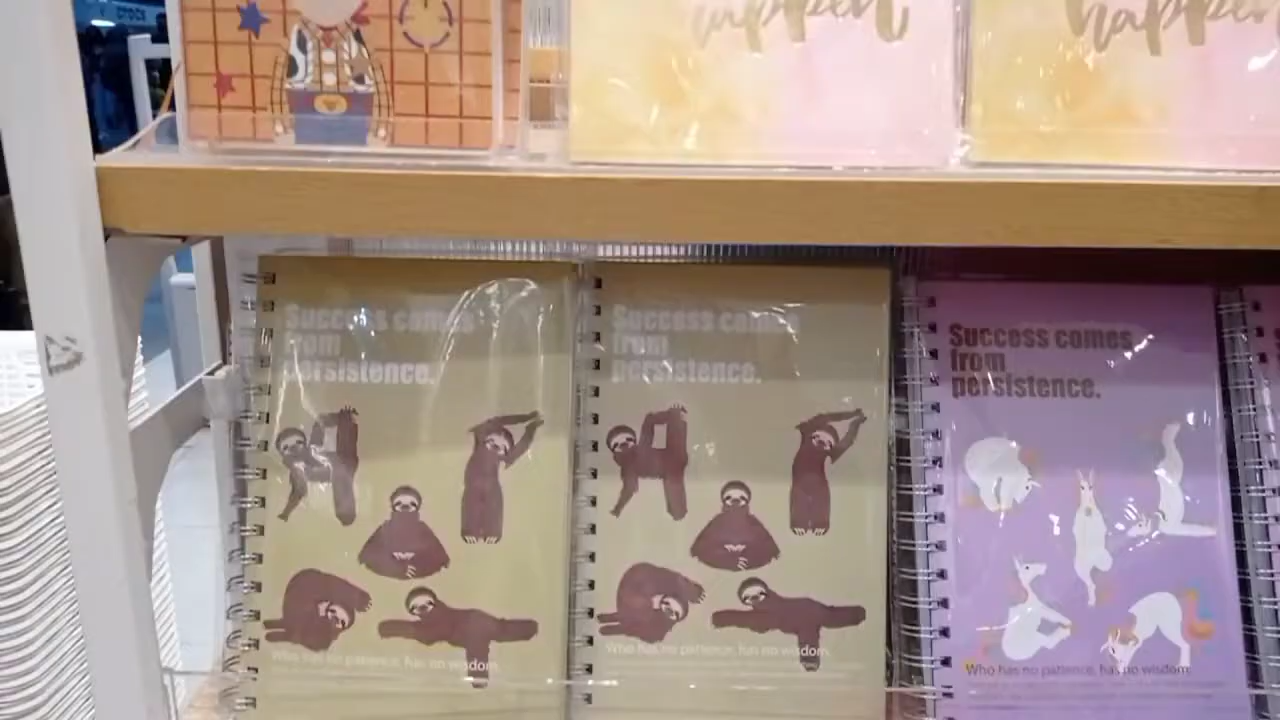 crocs
happen
happen
Success comes
from
persistence.
Who has no patience, has no wisdom.
Success comes
from
persistence.
Who has no patience, has no wisdom.
Success comes
from
persistence.
Who has no patience, has no wisdom.